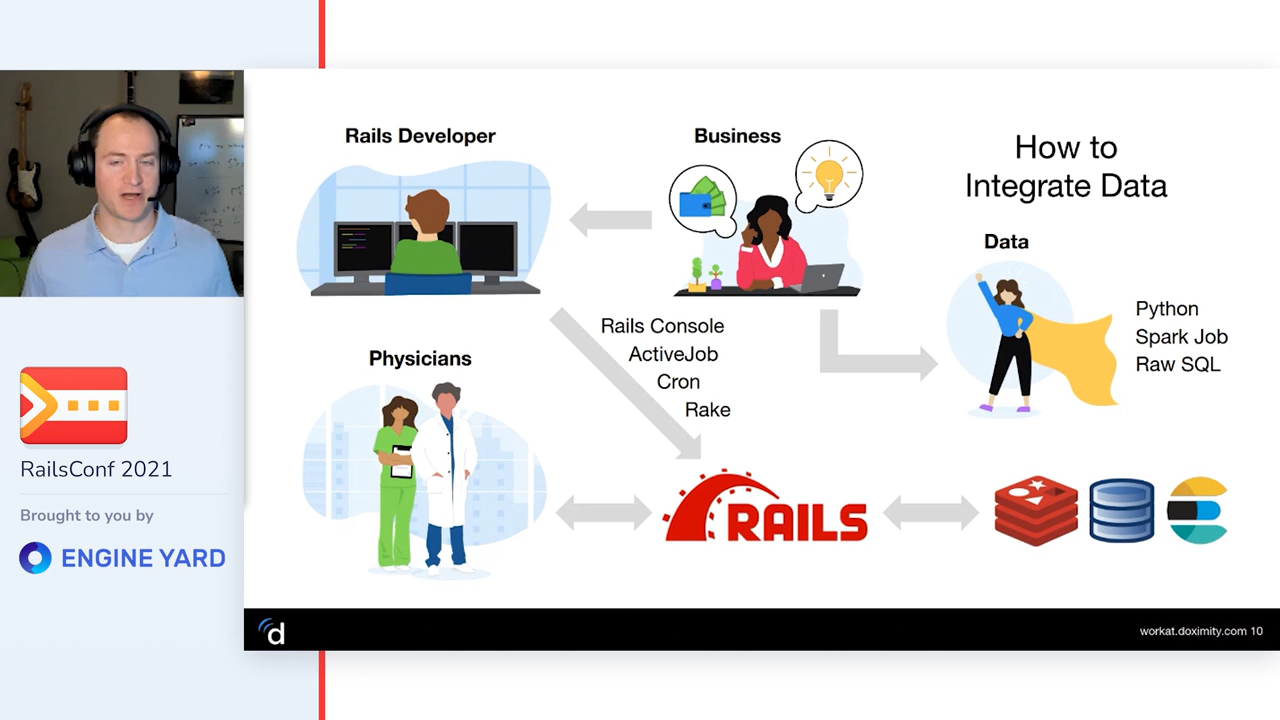 Rails Developer
Business
How to
Integrate Data
Data
Python
Spark Job
Raw SQL
Rails Console
ActiveJob
Cron
Rake
Physicians
RAILS
RailsConf 2021
Brought to you by
ENGINE YARD
d
workat.doximity.com 10